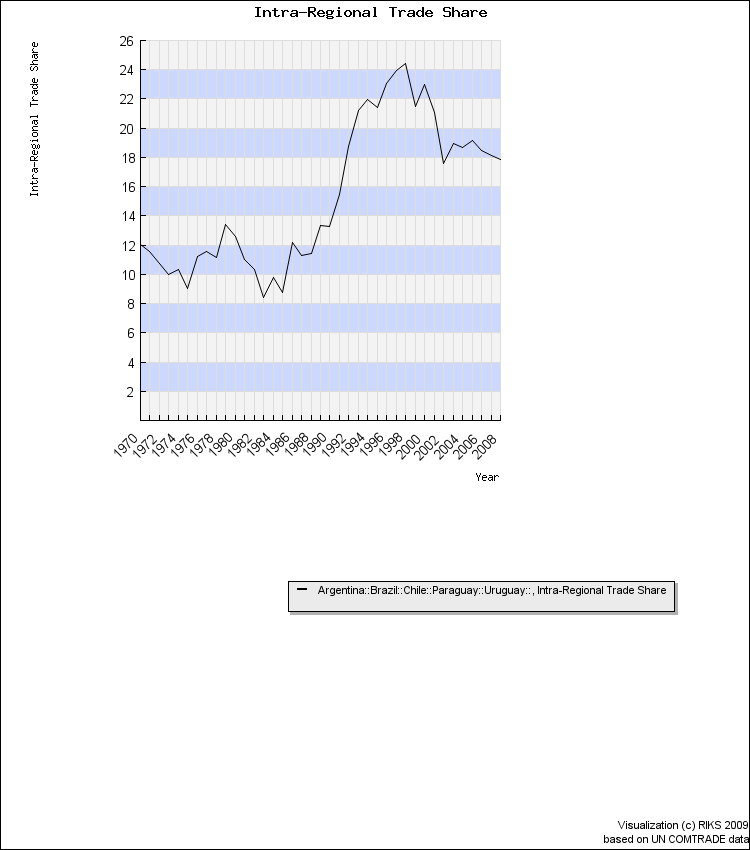 Intra-Regional Trade Share
Intra-Regional Trade Share
26
24
22
20
18
16
14
12
10
8
6
4
2
1970 1972 1974 1976 1978 1980 1982 1984 1986 1988 1990 1992 1994 1996 1998 2000 2002 2004 2006 2008
Year
Argentina::Brazil::Chile::Paraguay::Uruguay::, Intra-Regional Trade Share
Visualization (c) RIKS 2009
based on UN COMTRADE data